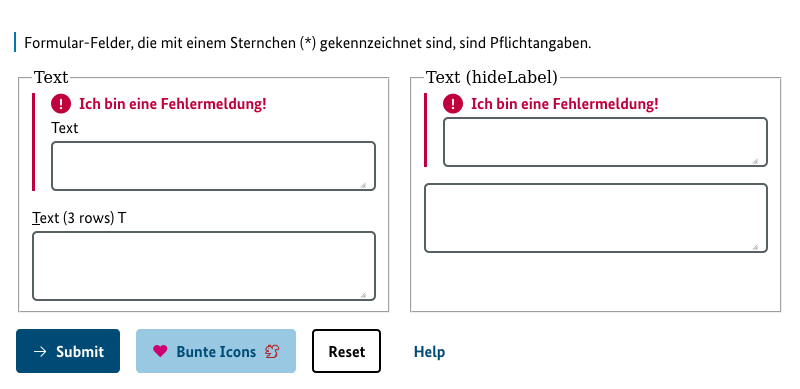 Formular-Felder, die mit einem Sternchen (*) gekennzeichnet sind, sind Pflichtangaben.
Text
Ich bin eine Fehlermeldung!
Text
Text (3 rows) T
Text (hideLabel)
Ich bin eine Fehlermeldung!
Submit
Bunte Icons
Reset
Help